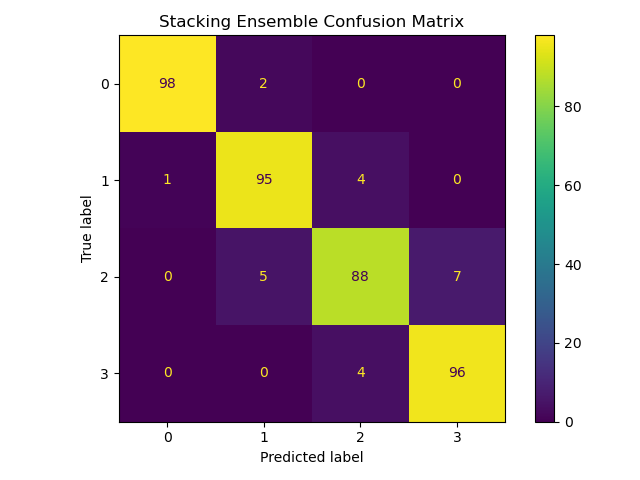 Stacking Ensemble Confusion Matrix
0 98 2 0 0
1 1 95 4 0
2 0 5 88 7
3 0 0 4 96
0 1 2 3
Predicted label
True label
80
60
40
20
0